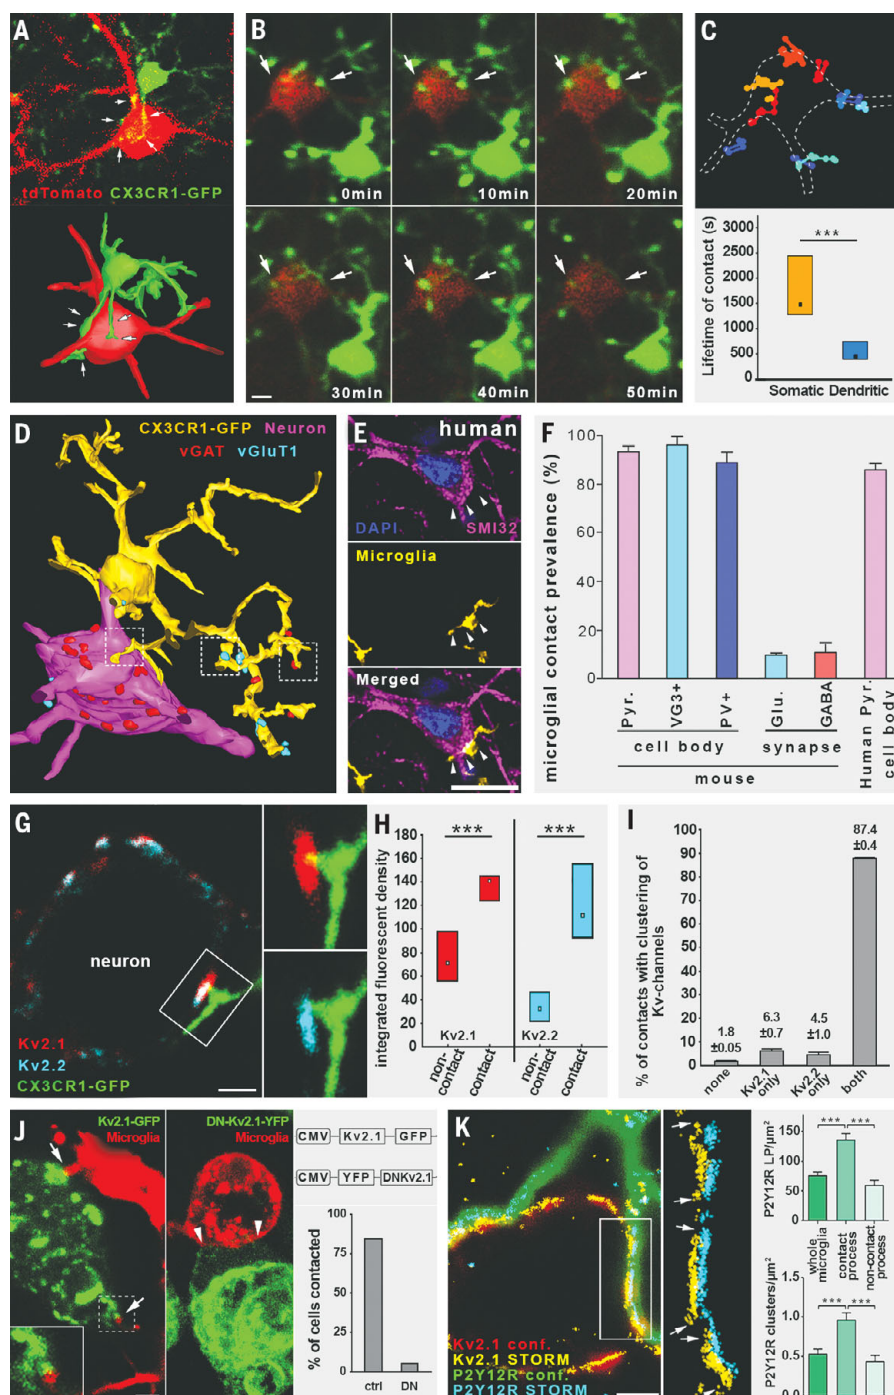 A
tdTomato CX3CR1-GFP
B
0min
10min
20min
30min
40min
50min
C
Lifetime of contact (s)
3000
2500
2000
1500
1000
500
0
***
Somatic Dendritic
D
CX3CR1-GFP Neuron
vGAT vGluT1
E
human
DAPI SMI32
Microglia
Merged
F
microglial contact prevalence (%)
100
80
60
40
20
10
0
Pyr.
VG3+
PV+
Glu.
GABA
Human Pyr.
cell body
cell body synapse
mouse
G
neuron
Kv2.1
Kv2.2
CX3CR1-GFP
H
integrated fluorescent density
180
160
140
120
100
80
60
40
20
0
***
***
Kv2.1
Kv2.2
non-
contact
contact
non-
contact
contact
I
% of contacts with clustering of
Kv-channels
100
90
80
70
60
50
40
30
20
10
0
1.8
±0.05
6.3
±0.7
4.5
±1.0
87.4
±0.4
none
Kv2.1
only
Kv2.2
only
both
J
Kv2.1-GFP
Microglia
DN-Kv2.1-YFP
Microglia
CMV Kv2.1 GFP
CMV YFP DNKv2.1
% of cells contacted
100
75
50
25
0
ctrl DN
K
Kv2.1 conf.
Kv2.1 STORM
P2Y12R conf.
P2Y12R STORM
P2Y12R LP/µm²
150
100
50
0
*** ***
whole
microglia
contact
process
non-contact
process
P2Y12R clusters/µm²
1.0
0.5
0.0
*** ***